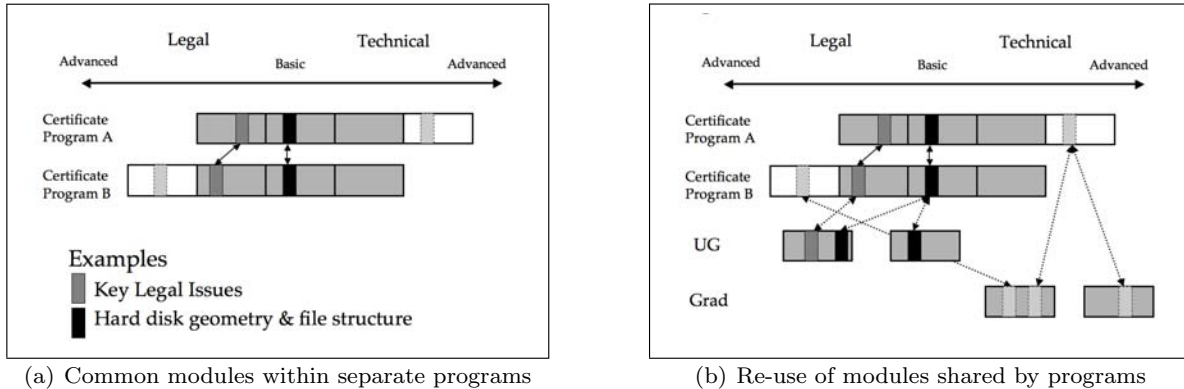 Legal Technical
Advanced Basic Advanced
Certificate
Program A
Certificate
Program B
Examples
Key Legal Issues
Hard disk geometry & file structure
(a) Common modules within separate programs
Legal Technical
Advanced Basic Advanced
Certificate
Program A
Certificate
Program B
UG
Grad
(b) Re-use of modules shared by programs